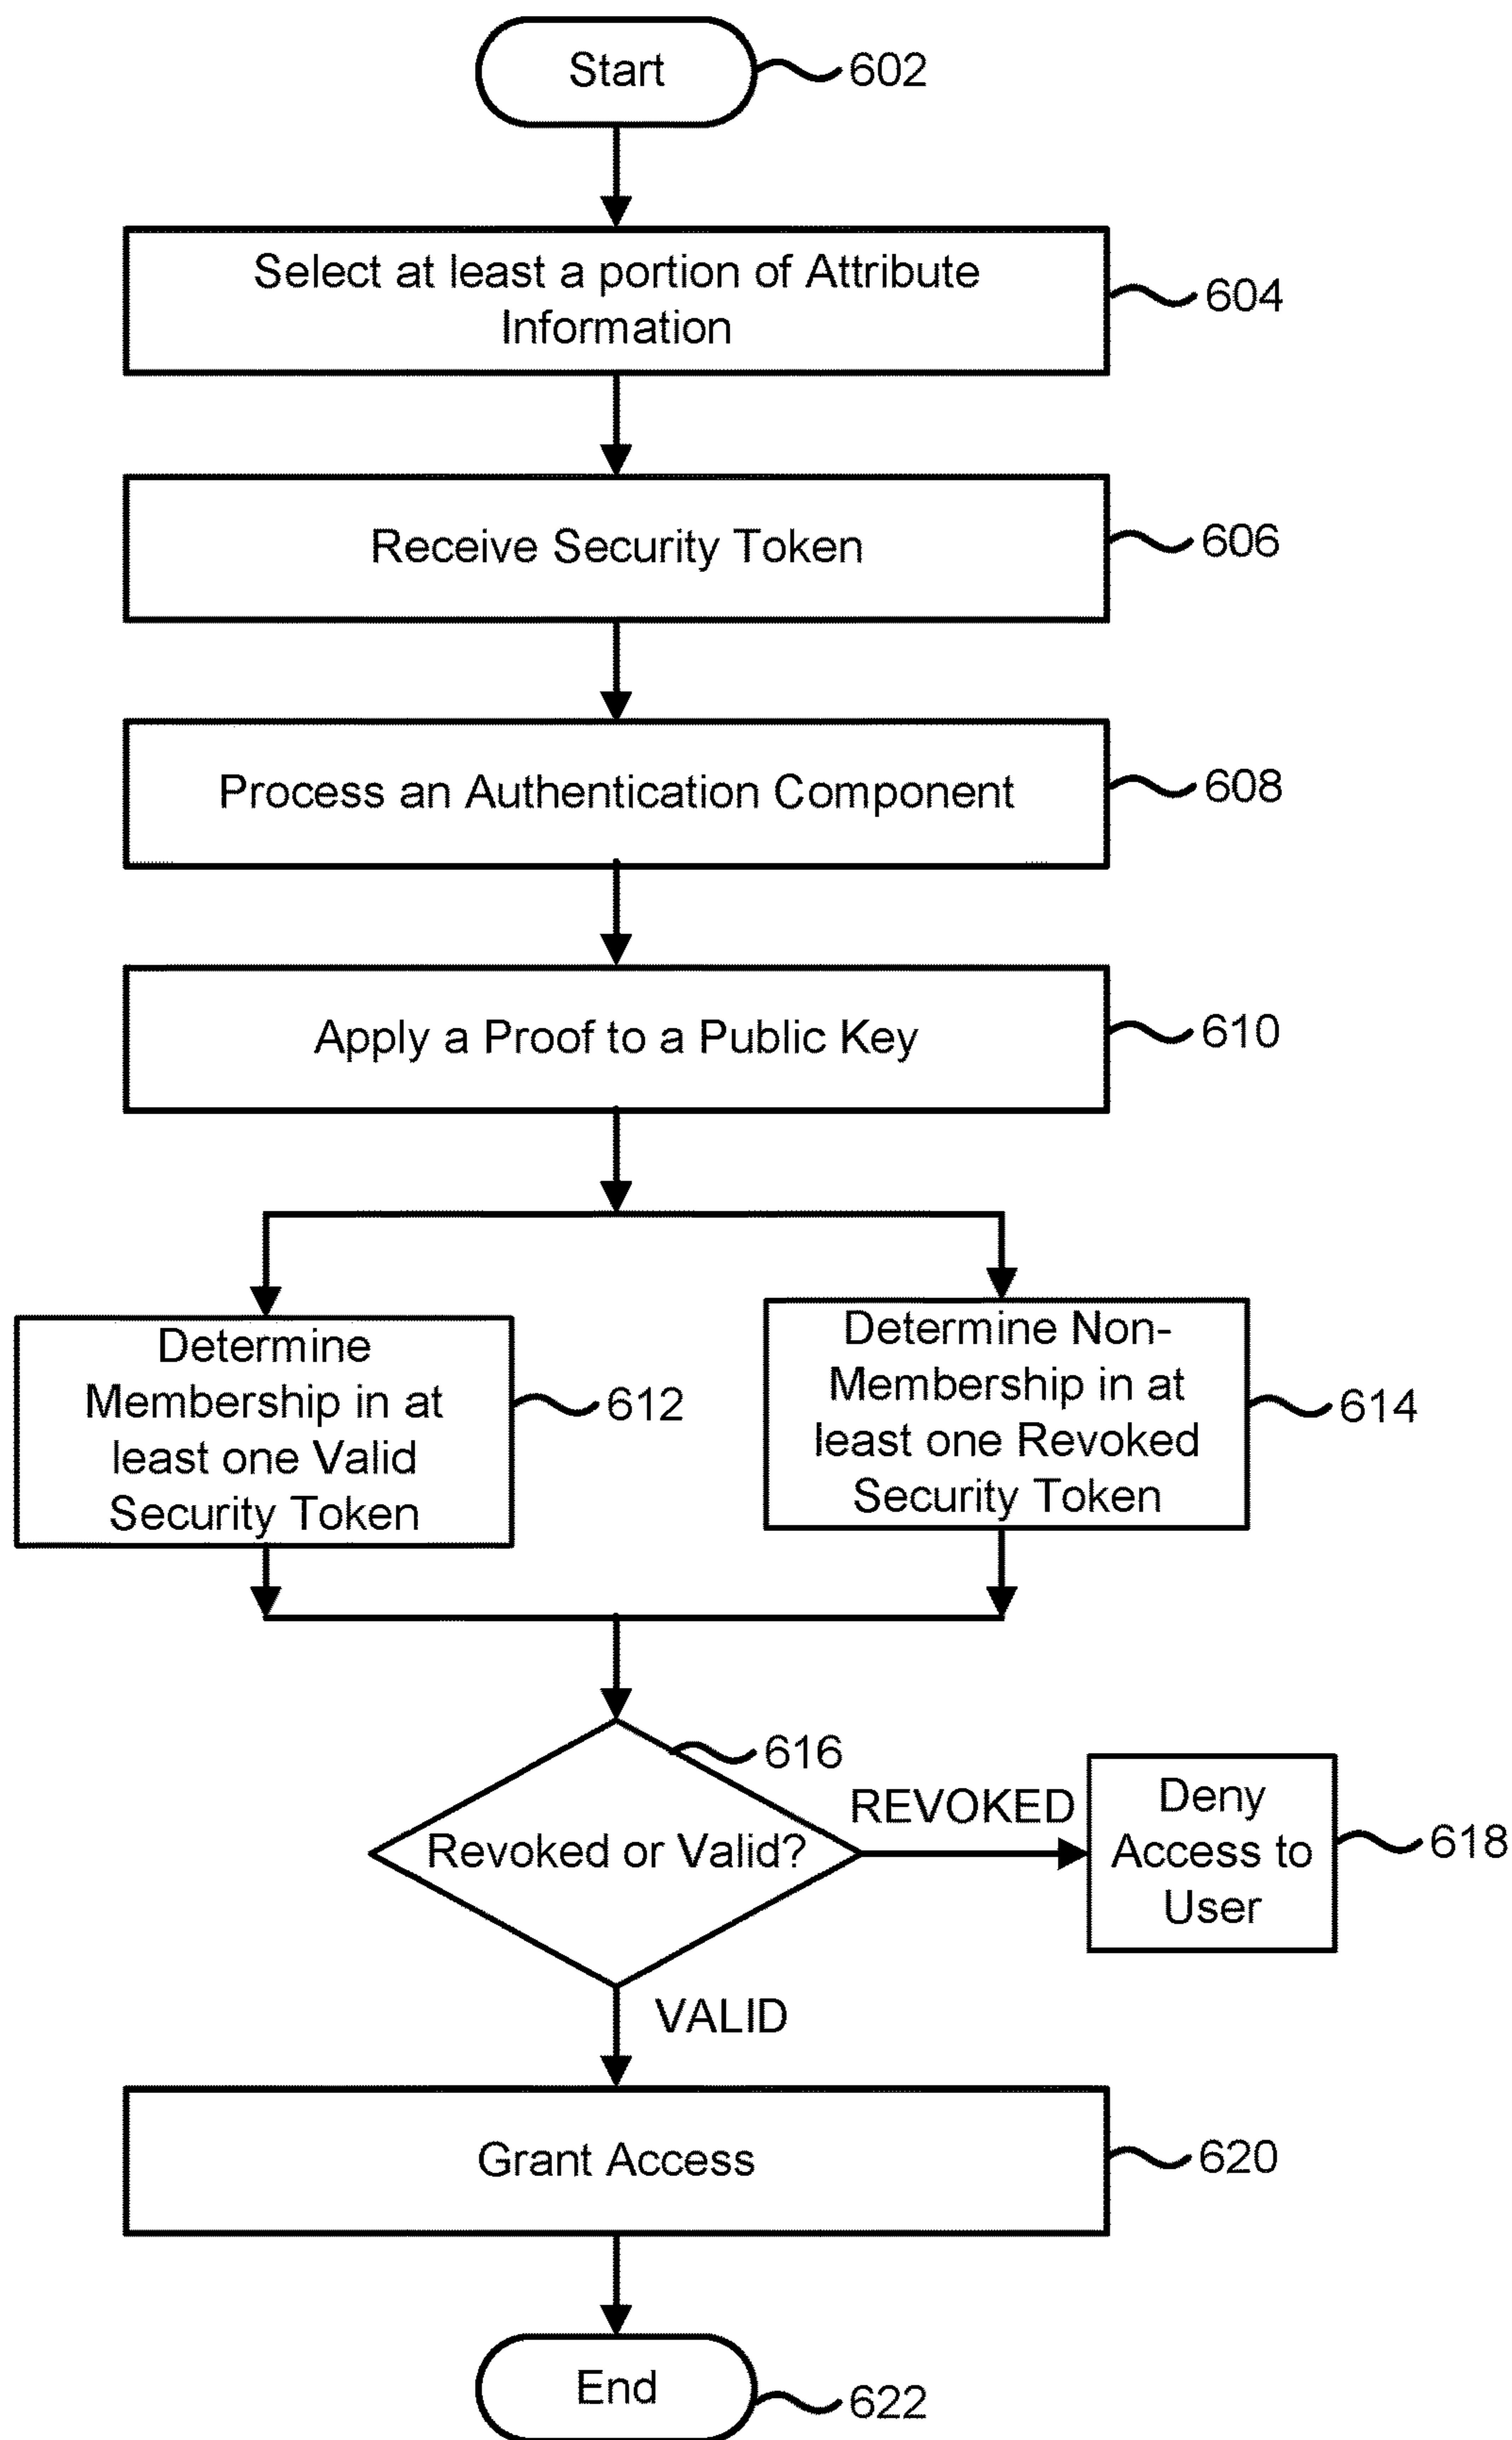 Start
602
Select at least a portion of Attribute
Information
604
Receive Security Token
606
Process an Authentication Component
608
Apply a Proof to a Public Key
610
Determine
Membership in at
least one Valid
Security Token
612
Determine Non-
Membership in at
least one Revoked
Security Token
614
616
Revoked or Valid?
REVOKED
Deny
Access to
User
618
VALID
Grant Access
620
End
622